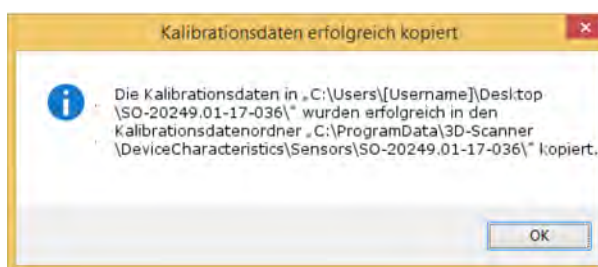 Kalibrationsdaten erfolgreich kopiert
Die Kalibrationsdaten in „C:\Users\[Username]\Desktop
\SO-20249.01-17-036\" wurden erfolgreich in den
Kalibrationsdatenordner „C:\ProgramData\3D-Scanner
\DeviceCharacteristics\Sensors\SO-20249.01-17-036\" kopiert.
OK